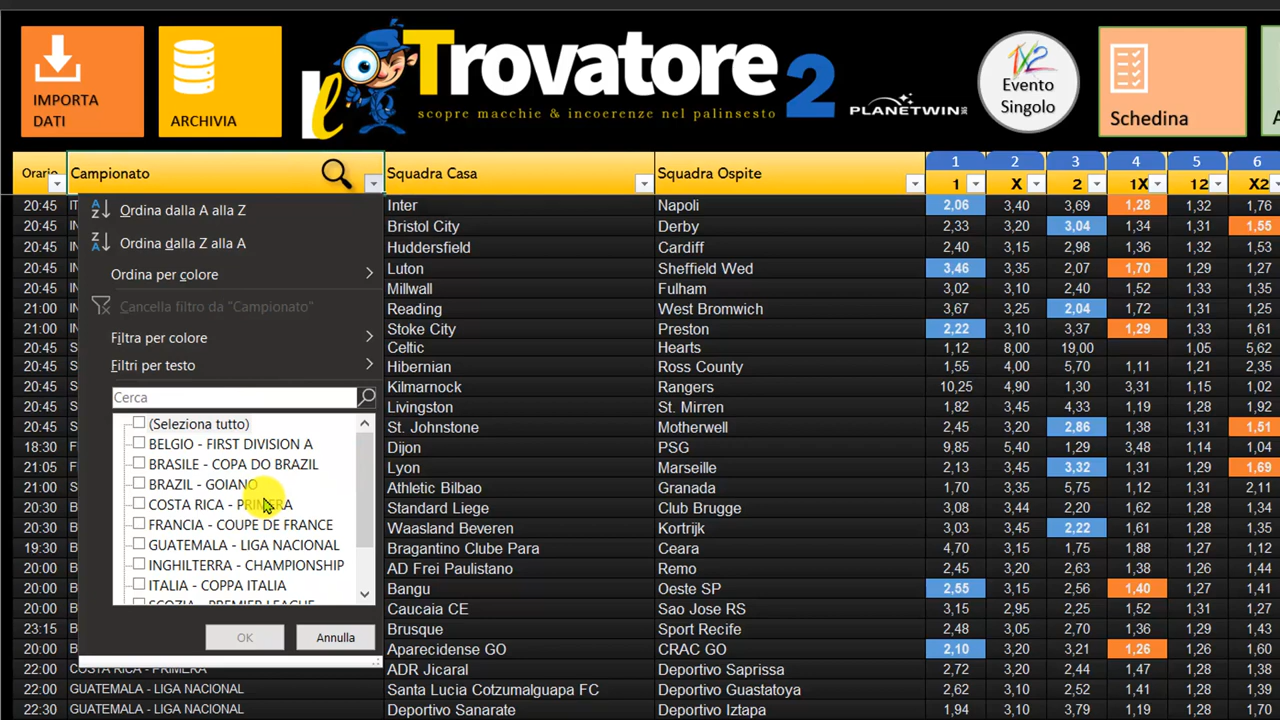 IMPORTA
DATI
ARCHIVIA
lTrovatore 2
scopre macchie & incoerenze nel palinsesto
PLANETWIN365
1X2
Evento
Singolo
Schedina
1 2 3 4 5 6
Orario Campionato Squadra Casa Squadra Ospite 1 X 2 1X 12 X2
20:45 Inter Napoli 2,06 3,40 3,69 1,28 1,32 1,76
20:45 Bristol City Derby 2,33 3,20 3,04 1,34 1,31 1,55
20:45 Huddersfield Cardiff 2,40 3,15 2,98 1,36 1,32 1,53
20:45 Luton Sheffield Wed 3,46 3,35 2,07 1,70 1,29 1,27
20:45 Millwall Fulham 3,02 3,10 2,40 1,52 1,33 1,35
21:00 Reading West Bromwich 3,67 3,25 2,04 1,72 1,31 1,25
21:00 Stoke City Preston 2,22 3,10 3,37 1,29 1,33 1,61
20:45 Celtic Hearts 1,12 8,00 19,00 1,05 5,62
20:45 Hibernian Ross County 1,55 4,00 5,70 1,11 1,21 2,35
20:45 Kilmarnock Rangers 10,25 4,90 1,30 3,31 1,15 1,02
20:45 Livingston St. Mirren 1,82 3,45 4,33 1,19 1,28 1,92
20:45 St. Johnstone Motherwell 2,45 3,20 2,86 1,38 1,31 1,51
18:30 Dijon PSG 9,85 5,40 1,29 3,48 1,14 1,04
21:05 Lyon Marseille 2,13 3,45 3,32 1,31 1,29 1,69
21:00 Athletic Bilbao Granada 1,70 3,35 5,75 1,12 1,31 2,11
20:30 Standard Liege Club Brugge 3,08 3,44 2,20 1,62 1,28 1,34
20:30 Waasland Beveren Kortrijk 3,03 3,45 2,22 1,61 1,28 1,35
19:30 Bragantino Clube Para Ceara 4,70 3,15 1,75 1,88 1,27 1,12
20:00 AD Frei Paulistano Remo 2,45 3,20 2,63 1,38 1,26 1,44
20:00 Bangu Oeste SP 2,55 3,15 2,56 1,40 1,27 1,41
20:00 Caucaia CE Sao Jose RS 3,15 2,95 2,25 1,52 1,31 1,27
23:15 Brusque Sport Recife 2,48 3,05 2,70 1,36 1,29 1,43
20:00 Aparecidense GO CRAC GO 2,10 3,20 3,21 1,26 1,26 1,60
22:00 COSTA RICA - PRIMERA ADR Jicaral Deportivo Saprissa 2,72 3,20 2,44 1,47 1,28 1,38
22:00 GUATEMALA - LIGA NACIONAL Santa Lucia Cotzumalguapa FC Deportivo Guastatoya 2,62 3,10 2,52 1,41 1,28 1,39
22:30 GUATEMALA - LIGA NACIONAL Deportivo Sanarate Deportivo Iztapa 1,94 3,10 3,79 1,19 1,28 1,70
Ordina dalla A alla Z
Ordina dalla Z alla A
Ordina per colore
Cancella filtro da "Campionato"
Filtra per colore
Filtri per testo
Cerca
(Seleziona tutto)
BELGIO - FIRST DIVISION A
BRASILE - COPA DO BRAZIL
BRAZIL - GOIANO
COSTA RICA - PRIMERA
FRANCIA - COUPE DE FRANCE
GUATEMALA - LIGA NACIONAL
INGHILTERRA - CHAMPIONSHIP
ITALIA - COPPA ITALIA
SCOZIA - PREMIER LEAGUE
OK Annulla